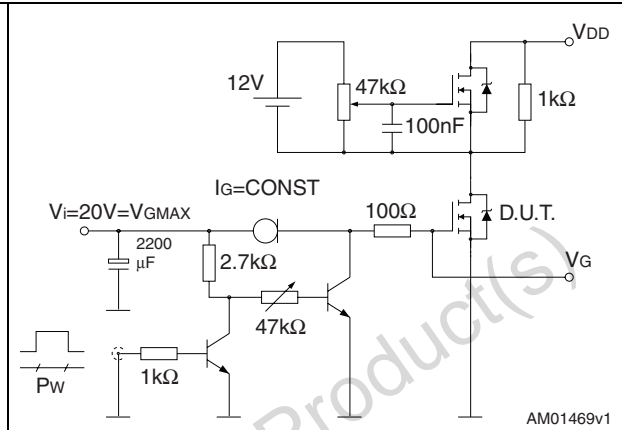 VDD
12V
47kΩ
1kΩ
100nF
IG=CONST
Vi=20V=VGMAX
100Ω
D.U.T.
2200
μF
2.7kΩ
VG
47kΩ
1kΩ
PW
Product(s)
AM01469v1